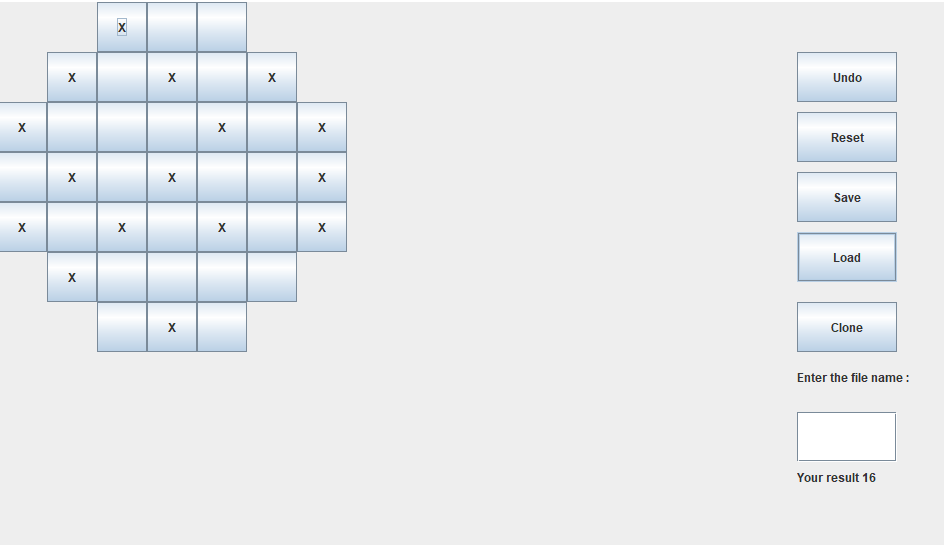 X
X X X
X X X
X X X
X X X X
X
X
Undo
Reset
Save
Load
Clone
Enter the file name :
Your result 16